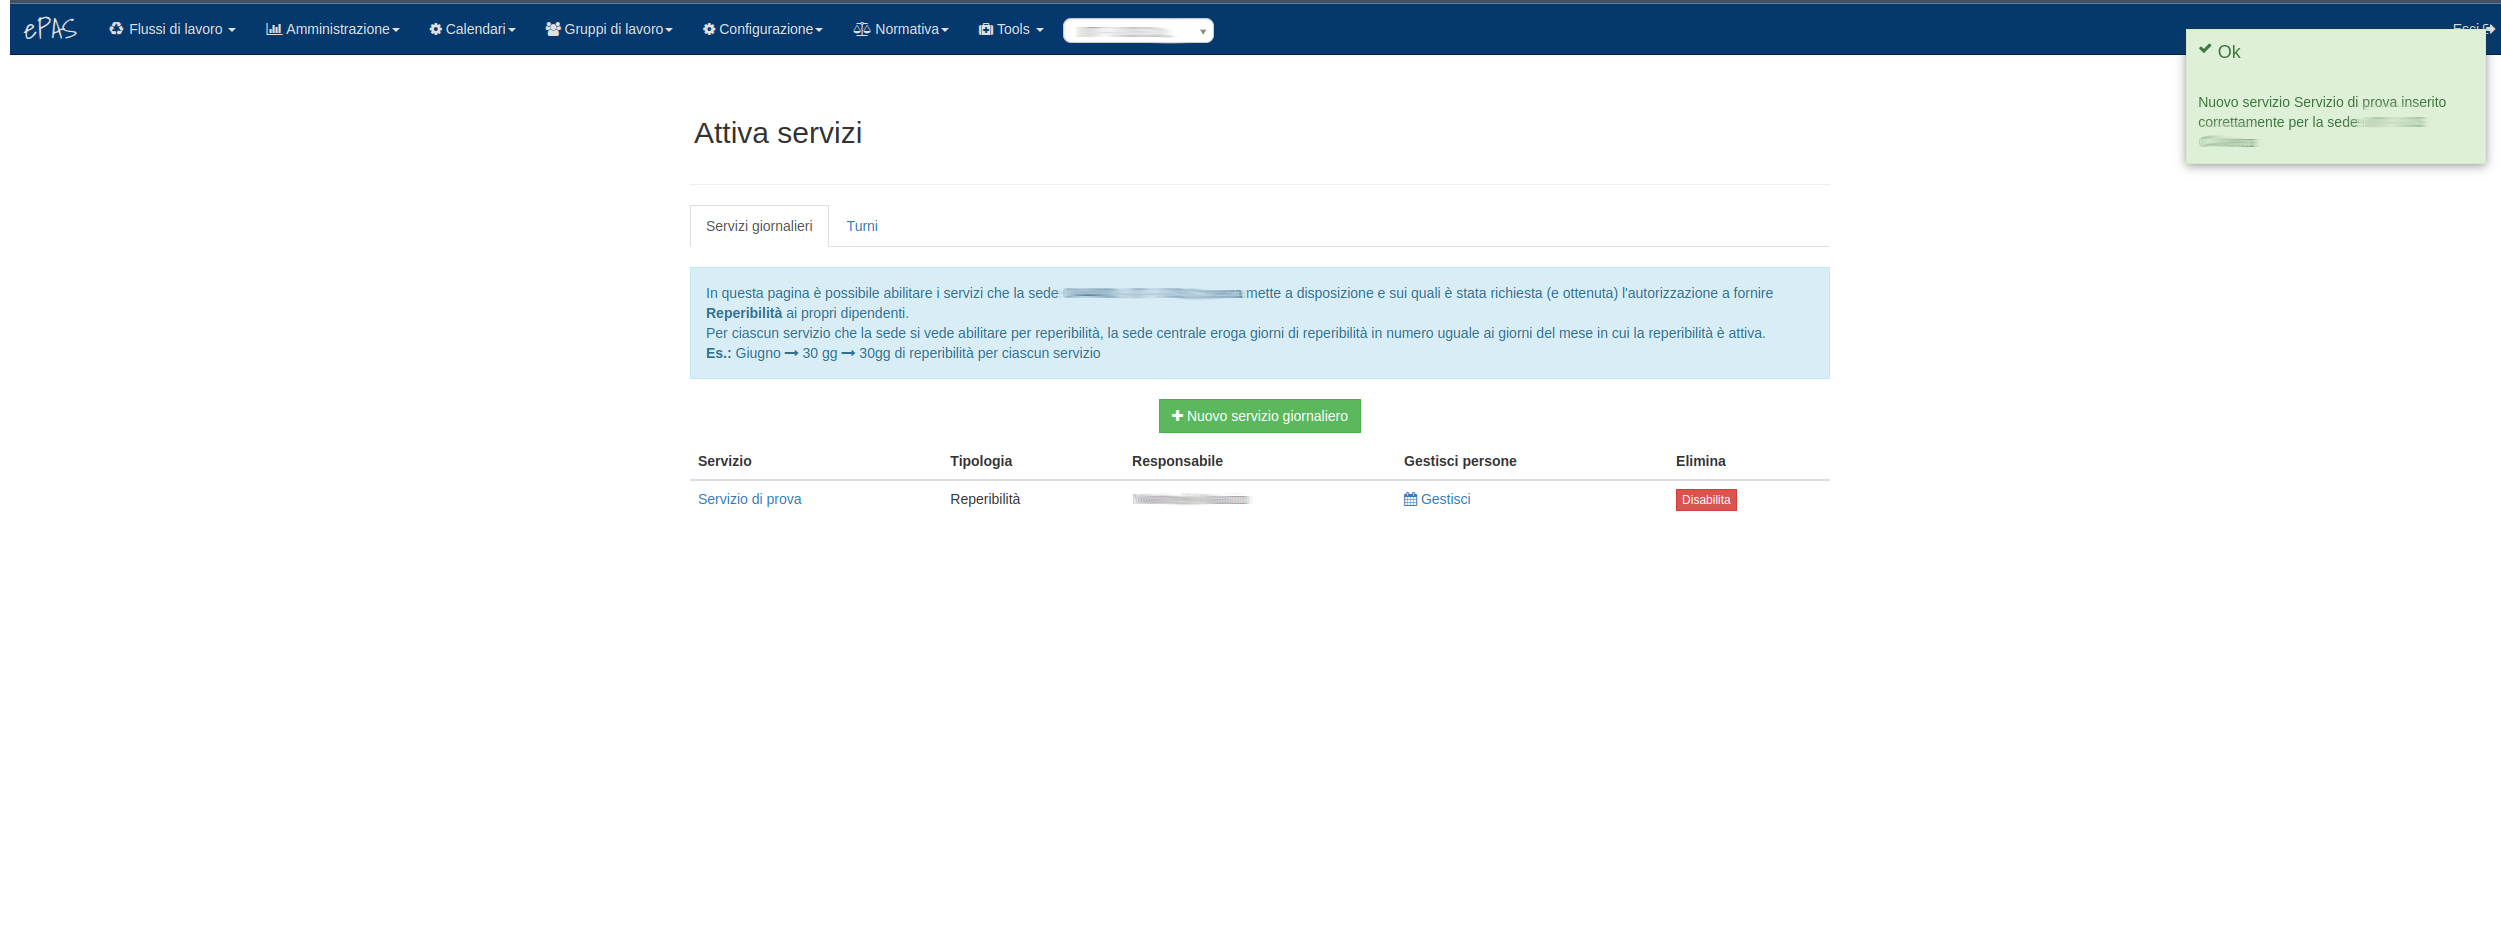 ePAS Flussi di lavoro Amministrazione Calendari Gruppi di lavoro Configurazione Normativa Tools Esci
Ok
Nuovo servizio Servizio di prova inserito
correttamente per la sede
Attiva servizi
Servizi giornalieri Turni
In questa pagina è possibile abilitare i servizi che la sede mette a disposizione e sui quali è stata richiesta (e ottenuta) l'autorizzazione a fornire
Reperibilità ai propri dipendenti.
Per ciascun servizio che la sede si vede abilitare per reperibilità, la sede centrale eroga giorni di reperibilità in numero uguale ai giorni del mese in cui la reperibilità è attiva.
Es.: Giugno ➞ 30 gg ➞ 30gg di reperibilità per ciascun servizio
Nuovo servizio giornaliero
Servizio Tipologia Responsabile Gestisci persone Elimina
Servizio di prova Reperibilità Gestisci Disabilita